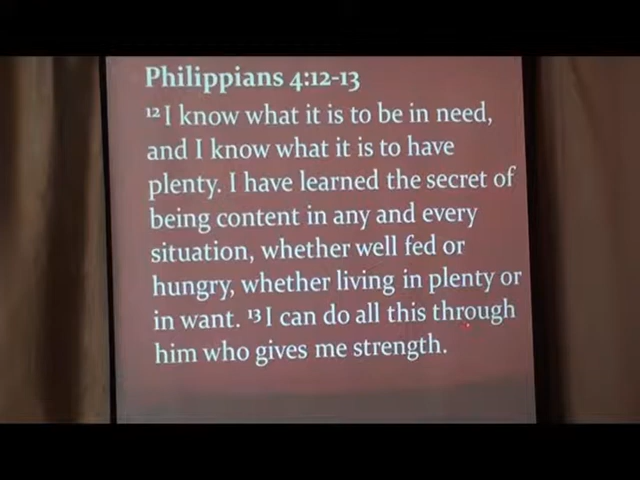 Philippians 4:12-13
¹² I know what it is to be in need,
and I know what it is to have
plenty. I have learned the secret of
being content in any and every
situation, whether well fed or
hungry, whether living in plenty or
in want. ¹³ I can do all this through
him who gives me strength.